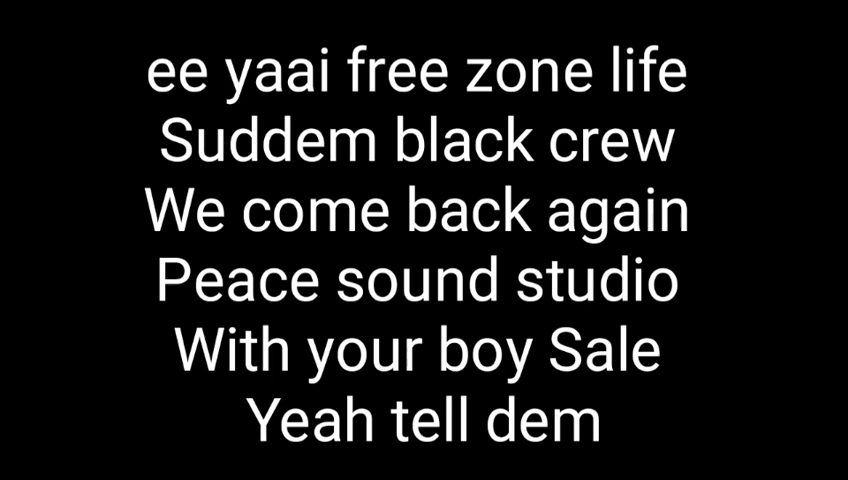 ee yaai free zone life
Suddem black crew
We come back again
Peace sound studio
With your boy Sale
Yeah tell dem